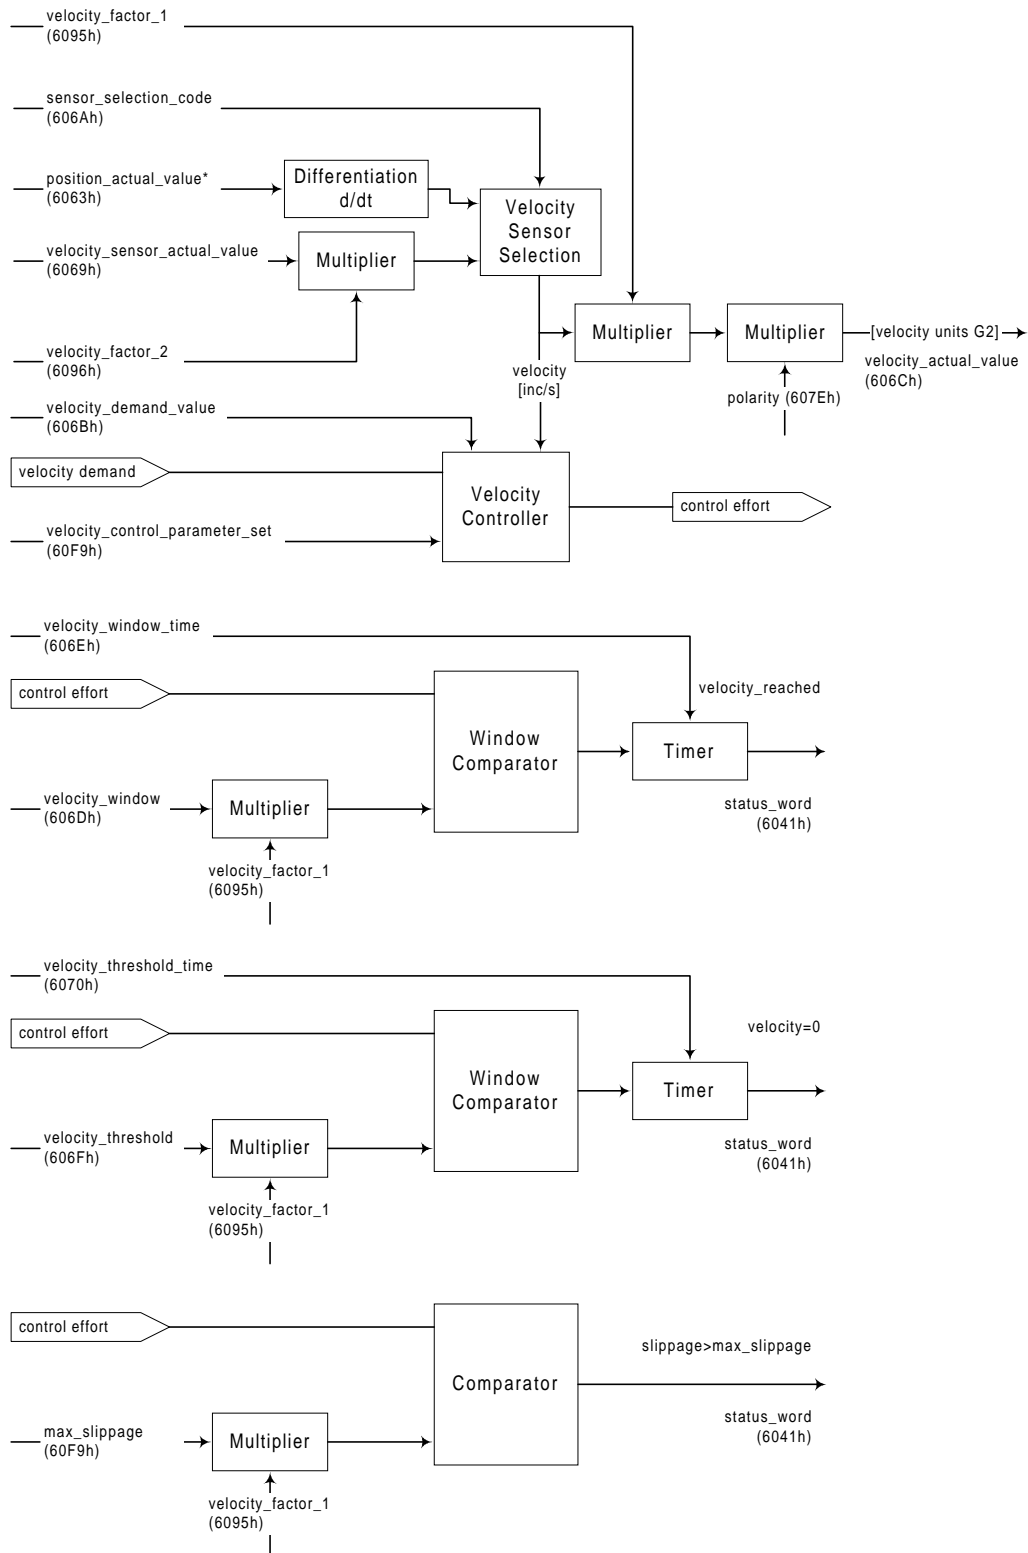 velocity_factor_1
(6095h)
sensor_selection_code
(606Ah)
position_actual_value*
(6063h)
Differentiation
d/dt
Velocity
Sensor
Selection
velocity_sensor_actual_value
(6069h)
Multiplier
velocity_factor_2
(6096h)
Multiplier
Multiplier
[velocity units G2]
velocity_actual_value
(606Ch)
velocity
[inc/s]
polarity (607Eh)
velocity_demand_value
(606Bh)
velocity demand
Velocity
Controller
control effort
velocity_control_parameter_set
(60F9h)
velocity_window_time
(606Eh)
control effort
velocity_reached
Window
Comparator
Timer
velocity_window
(606Dh)
Multiplier
status_word
(6041h)
velocity_factor_1
(6095h)
velocity_threshold_time
(6070h)
control effort
velocity=0
Window
Comparator
Timer
velocity_threshold
(606Fh)
Multiplier
status_word
(6041h)
velocity_factor_1
(6095h)
control effort
slippage>max_slippage
Comparator
status_word
(6041h)
max_slippage
(60F9h)
Multiplier
velocity_factor_1
(6095h)